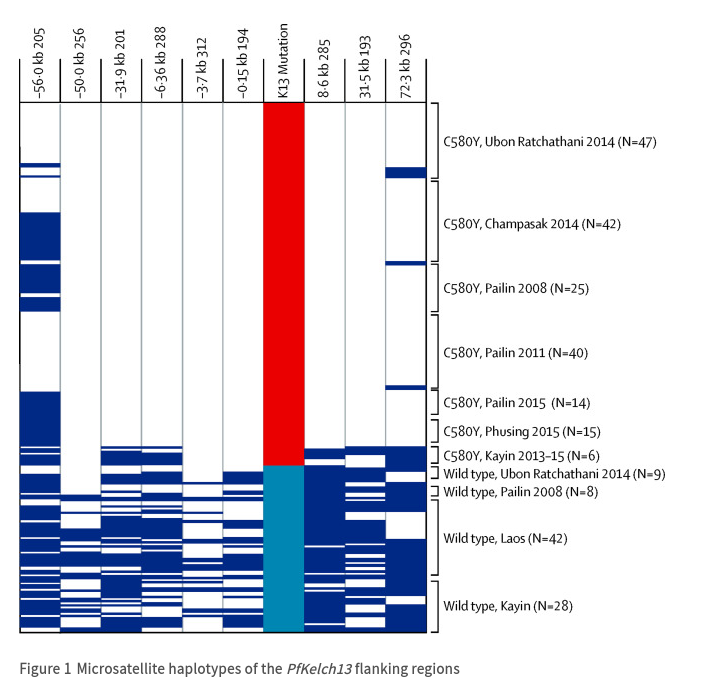 −56·0 kb 205
−50·0 kb 256
−31·9 kb 201
−6·36 kb 288
−3·7 kb 312
−0·15 kb 194
K13 Mutation
8·6 kb 285
31·5 kb 193
72·3 kb 296
C580Y, Ubon Ratchathani 2014 (N=47)
C580Y, Champasak 2014 (N=42)
C580Y, Pailin 2008 (N=25)
C580Y, Pailin 2011 (N=40)
C580Y, Pailin 2015 (N=14)
C580Y, Phusing 2015 (N=15)
C580Y, Kayin 2013–15 (N=6)
Wild type, Ubon Ratchathani 2014 (N=9)
Wild type, Pailin 2008 (N=8)
Wild type, Laos (N=42)
Wild type, Kayin (N=28)
Figure 1 Microsatellite haplotypes of the PfKelch13 flanking regions